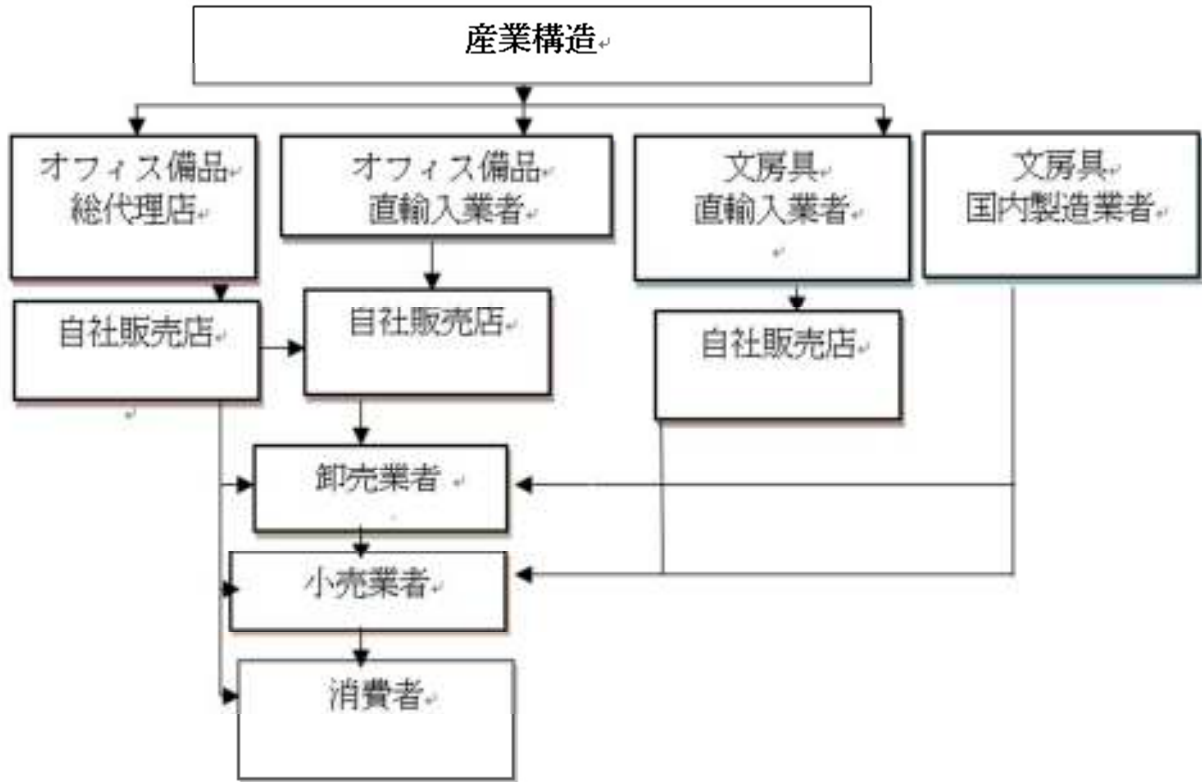 産業構造
オフィス備品
総代理店
オフィス備品
直輸入業者
文房具
直輸入業者
文房具
国内製造業者
自社販売店
自社販売店
自社販売店
卸売業者
小売業者
消費者